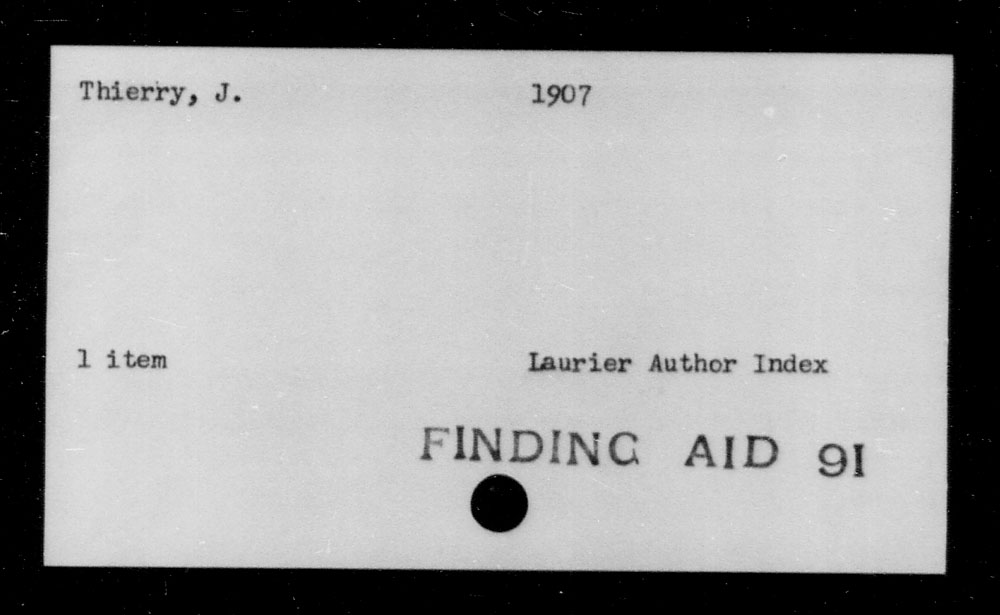 Thierry, J. 1907
1 item Laurier Author Index
FINDING AID 91